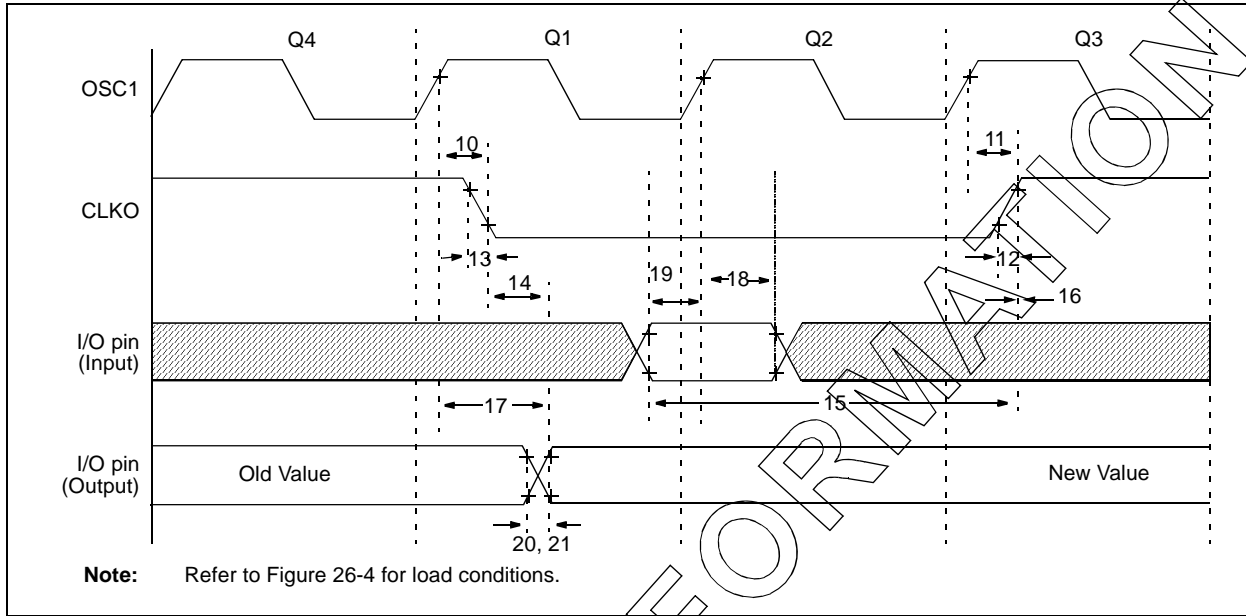 Q4 Q1 Q2 Q3
OSC1
10 11
CLKO
13 12
14 19 18 16
I/O pin
(Input)
17 15
I/O pin
(Output)
Old Value New Value
20, 21
Note: Refer to Figure 26-4 for load conditions.
FORMATION